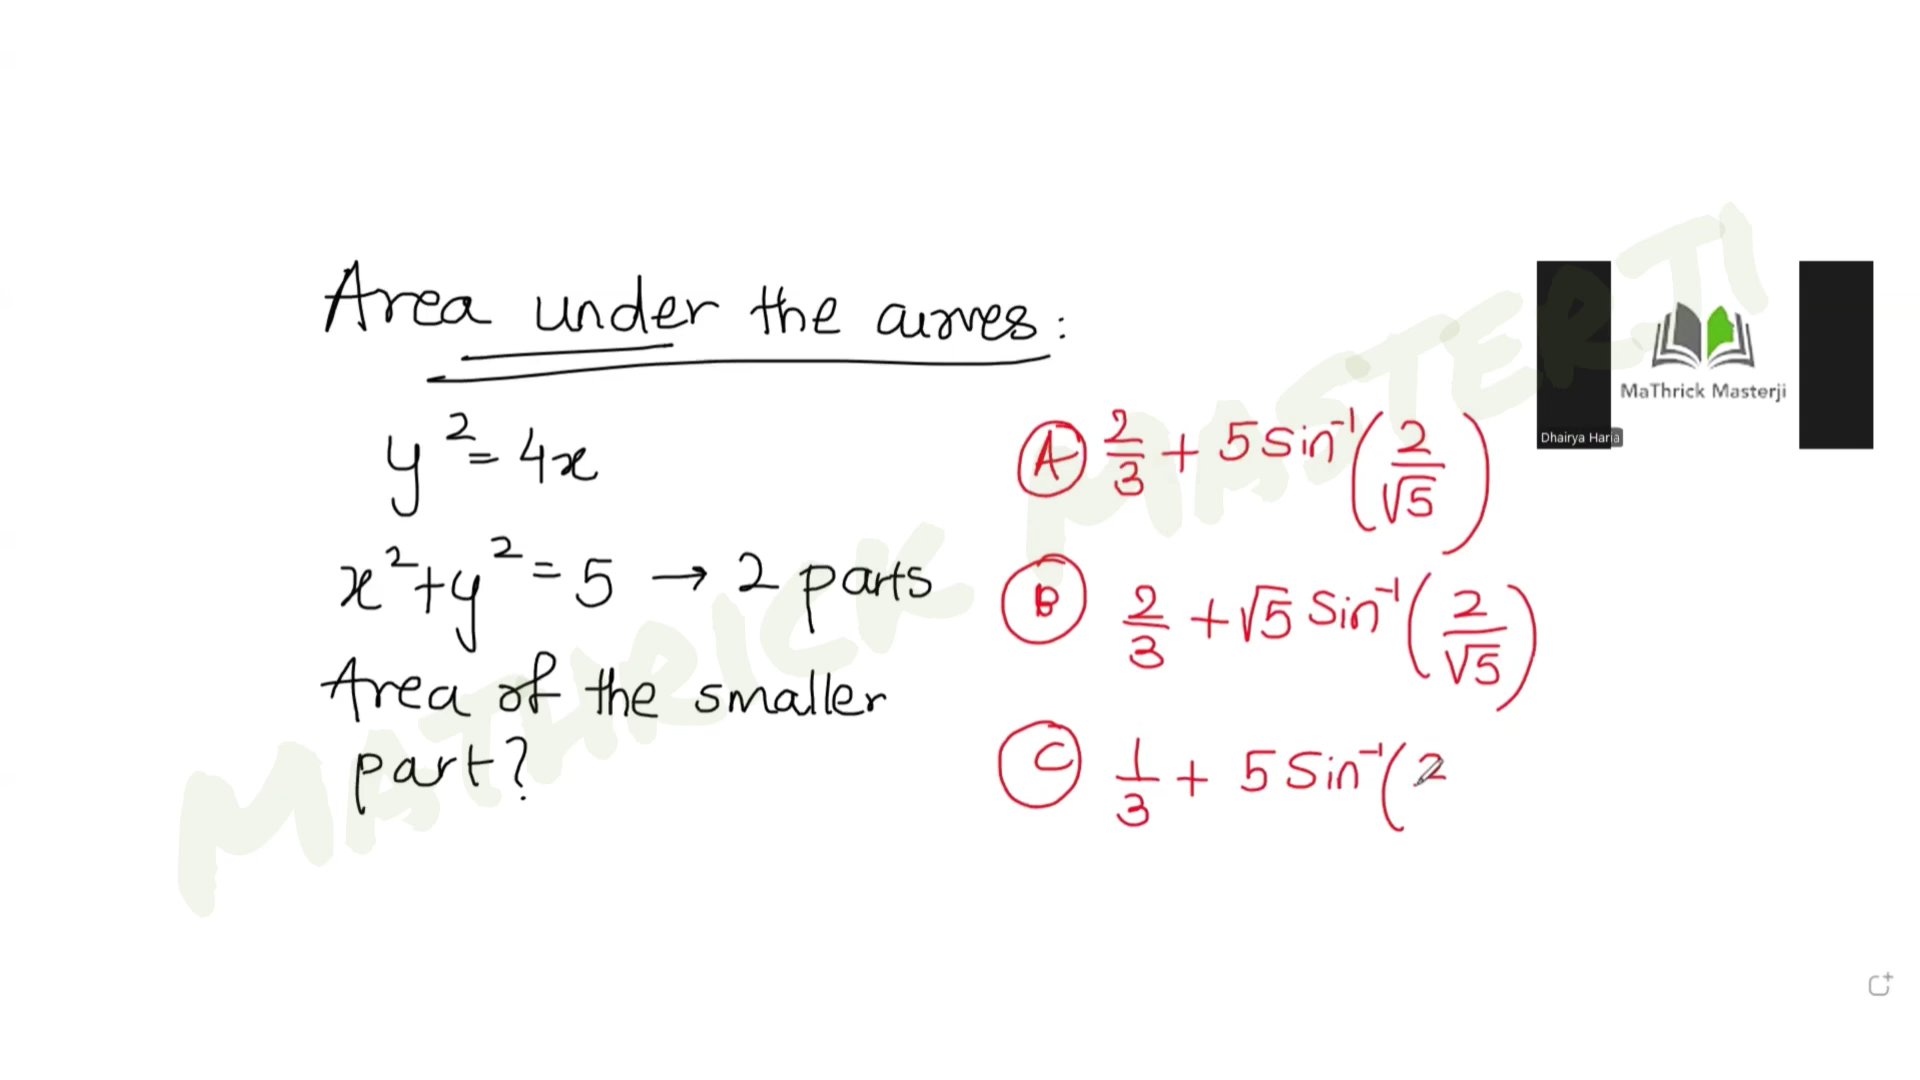 Area under the curves:
y² = 4x
x² + y² = 5 → 2 parts
Area of the smaller
part?
A 2/3 + 5 Sin⁻¹(2/√5)
B 2/3 + √5 Sin⁻¹(2/√5)
C 1/3 + 5 Sin⁻¹(2
MaThrick Masterji
Dhairya Haria
MATHRICK MASTERJI